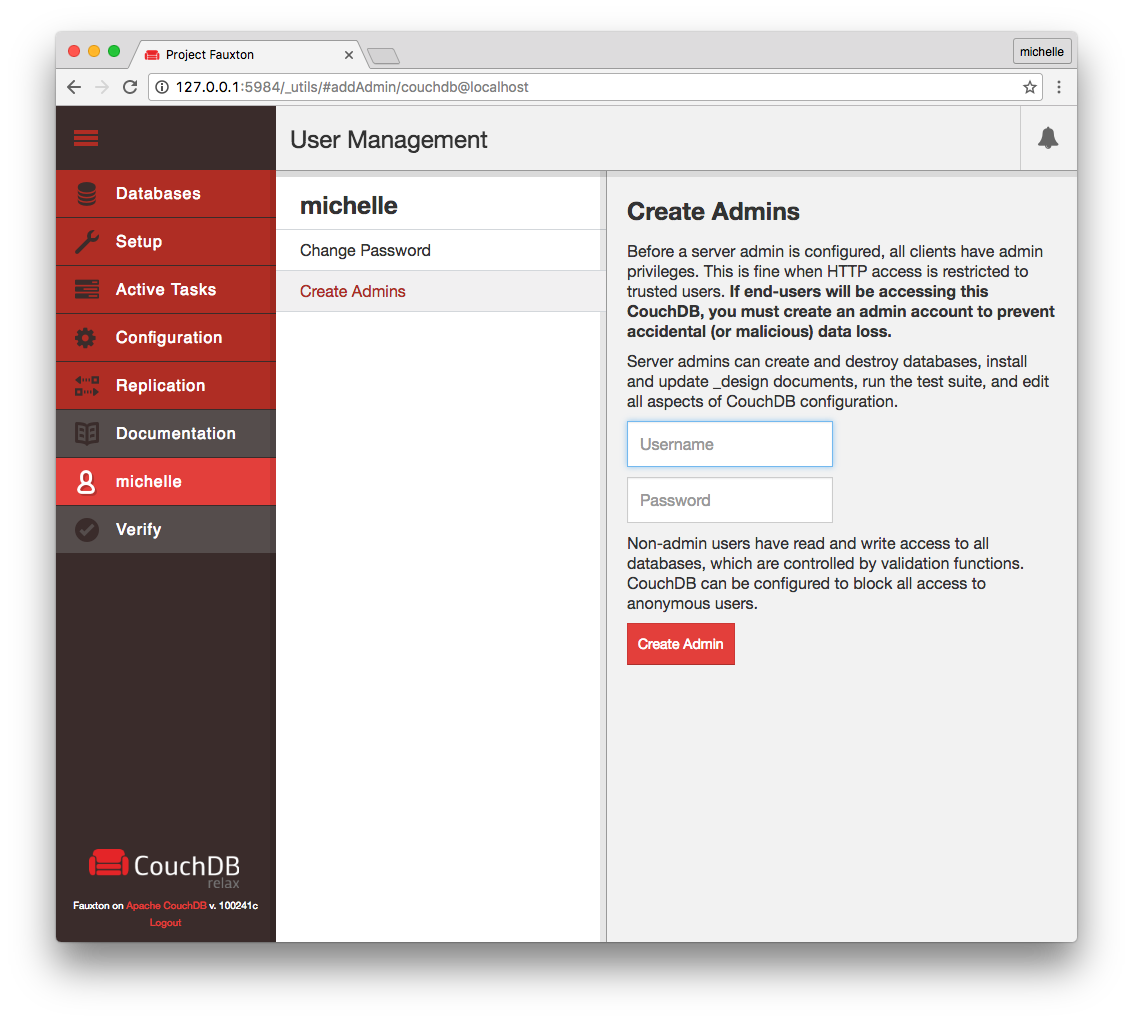 Project Fauxton
michelle
127.0.0.1:5984/_utils/#addAdmin/couchdb@localhost
User Management
Databases
Setup
Active Tasks
Configuration
Replication
Documentation
michelle
Verify
CouchDB
relax
Fauxton on Apache CouchDB v. 100241c
Logout
michelle
Change Password
Create Admins
Create Admins
Before a server admin is configured, all clients have admin
privileges. This is fine when HTTP access is restricted to
trusted users. If end-users will be accessing this
CouchDB, you must create an admin account to prevent
accidental (or malicious) data loss.
Server admins can create and destroy databases, install
and update _design documents, run the test suite, and edit
all aspects of CouchDB configuration.
Username
Password
Non-admin users have read and write access to all
databases, which are controlled by validation functions.
CouchDB can be configured to block all access to
anonymous users.
Create Admin